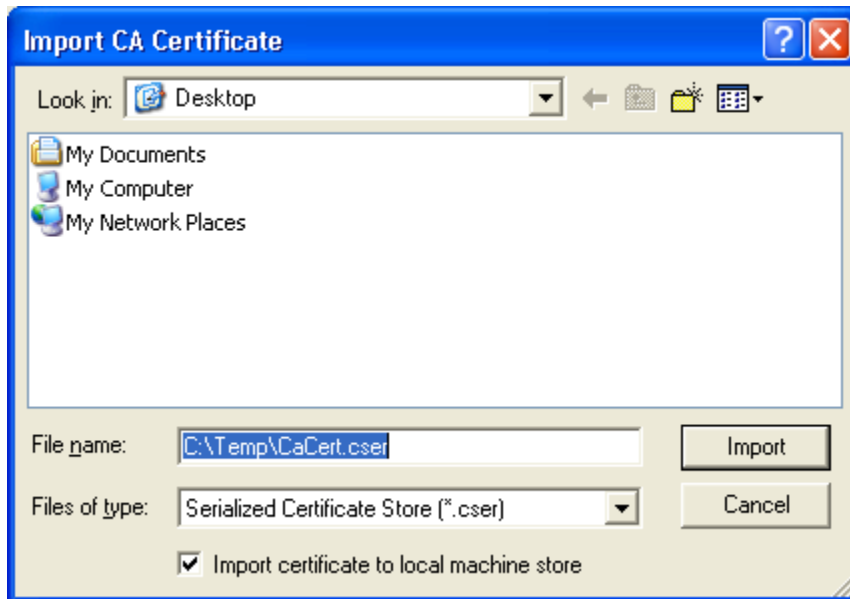 Import CA Certificate
Look in: Desktop
My Documents
My Computer
My Network Places
File name: C:\Temp\CaCert.cser Import
Files of type: Serialized Certificate Store (*.cser) Cancel
Import certificate to local machine store